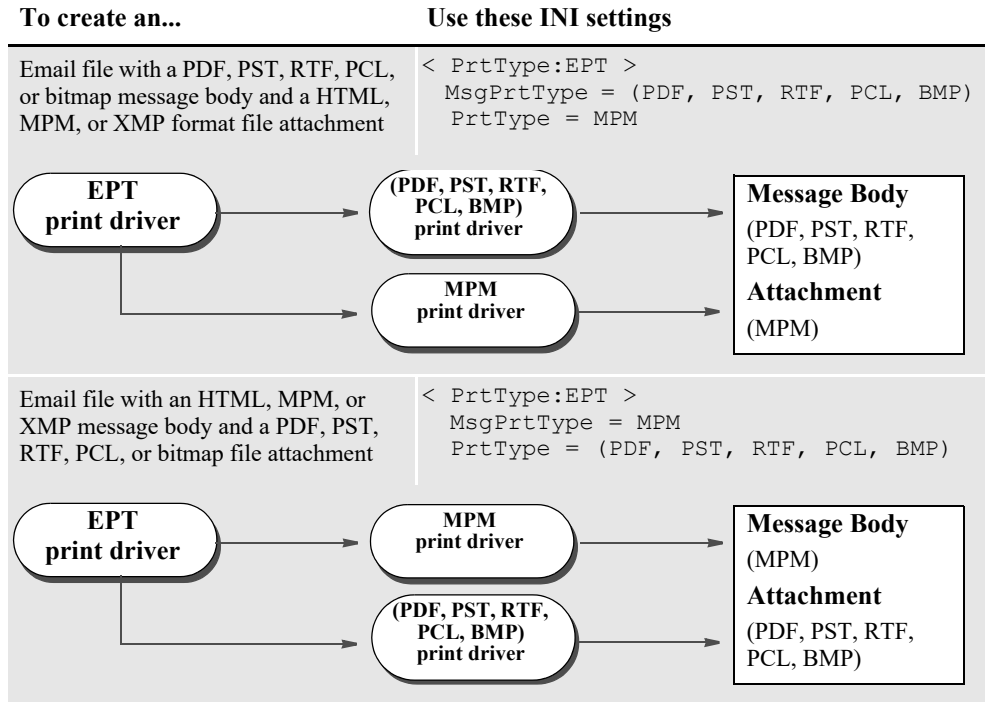 To create an... Use these INI settings
Email file with a PDF, PST, RTF, PCL,
or bitmap message body and a HTML,
MPM, or XMP format file attachment
< PrtType:EPT >
MsgPrtType = (PDF, PST, RTF, PCL, BMP)
PrtType = MPM
EPT
print driver
(PDF, PST, RTF,
PCL, BMP)
print driver
MPM
print driver
Message Body
(PDF, PST, RTF,
PCL, BMP)
Attachment
(MPM)
Email file with an HTML, MPM, or
XMP message body and a PDF, PST,
RTF, PCL, or bitmap file attachment
< PrtType:EPT >
MsgPrtType = MPM
PrtType = (PDF, PST, RTF, PCL, BMP)
EPT
print driver
MPM
print driver
(PDF, PST, RTF,
PCL, BMP)
print driver
Message Body
(MPM)
Attachment
(PDF, PST, RTF,
PCL, BMP)